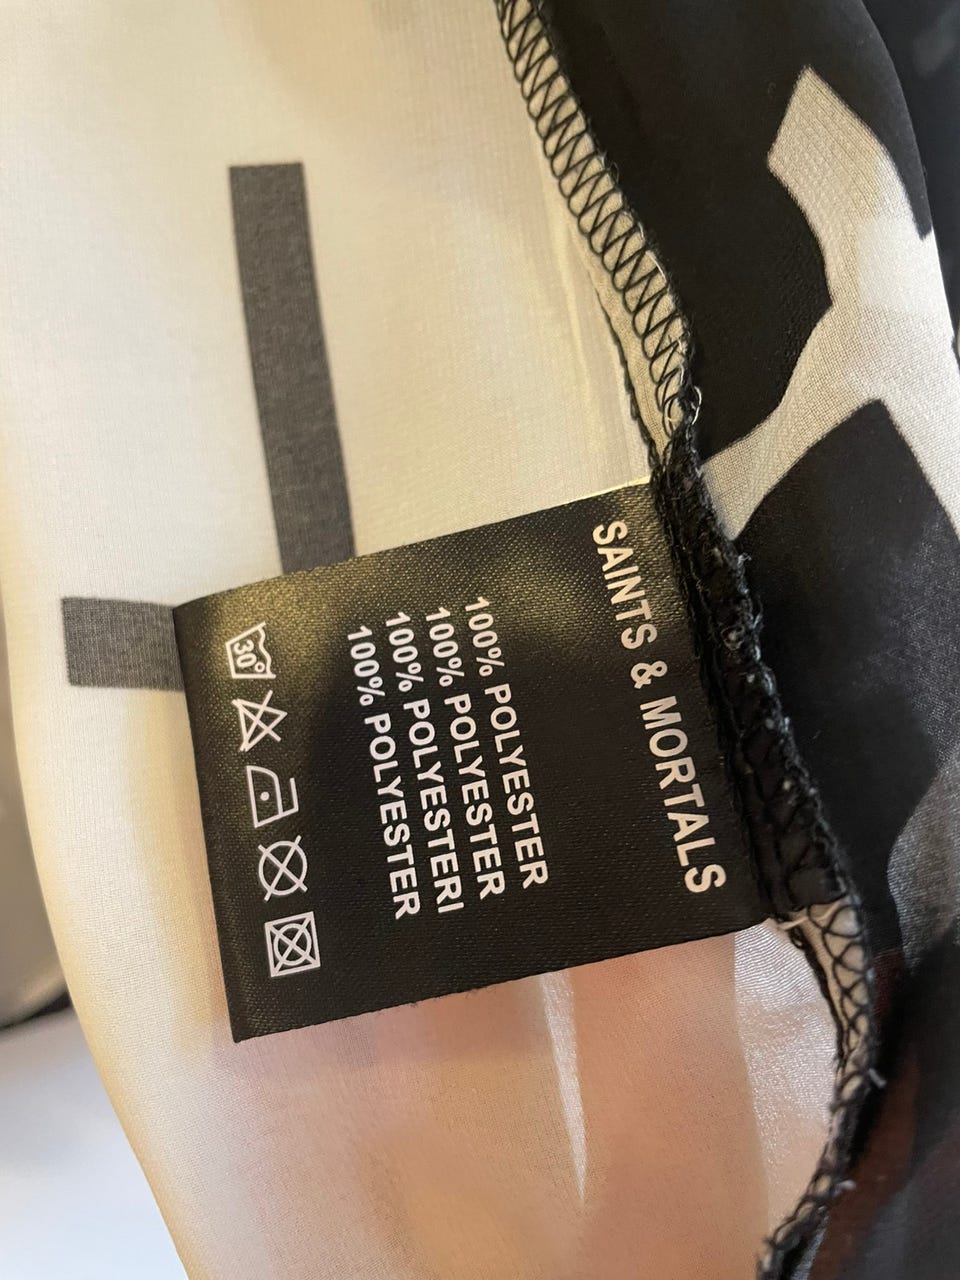 SAINTS & MORTALS
100% POLYESTER
100% POLYESTER
100% POLYESTERI
100% POLYESTER
30°